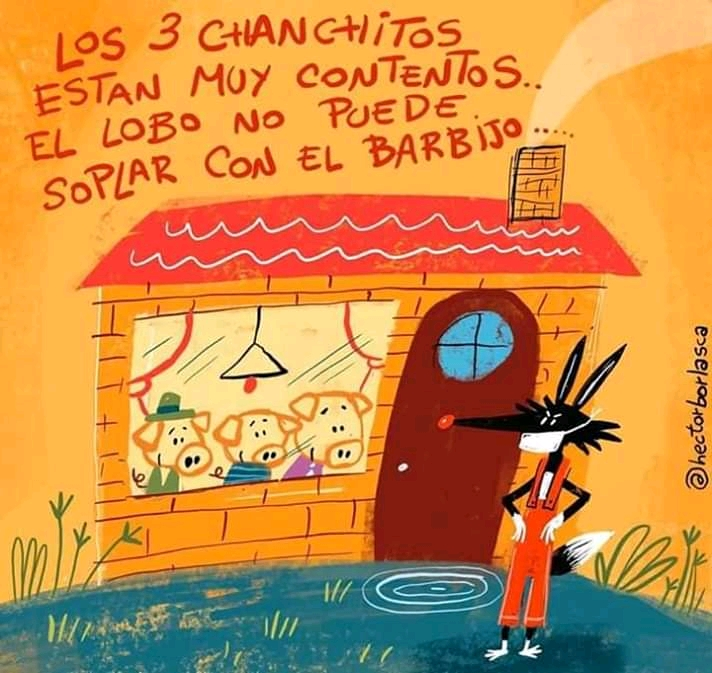 LOS 3 CHANCHITOS
ESTAN MUY CONTENTOS..
EL LOBO NO PUEDE
SOPLAR CON EL BARBIJO.....
@hectorborlasca